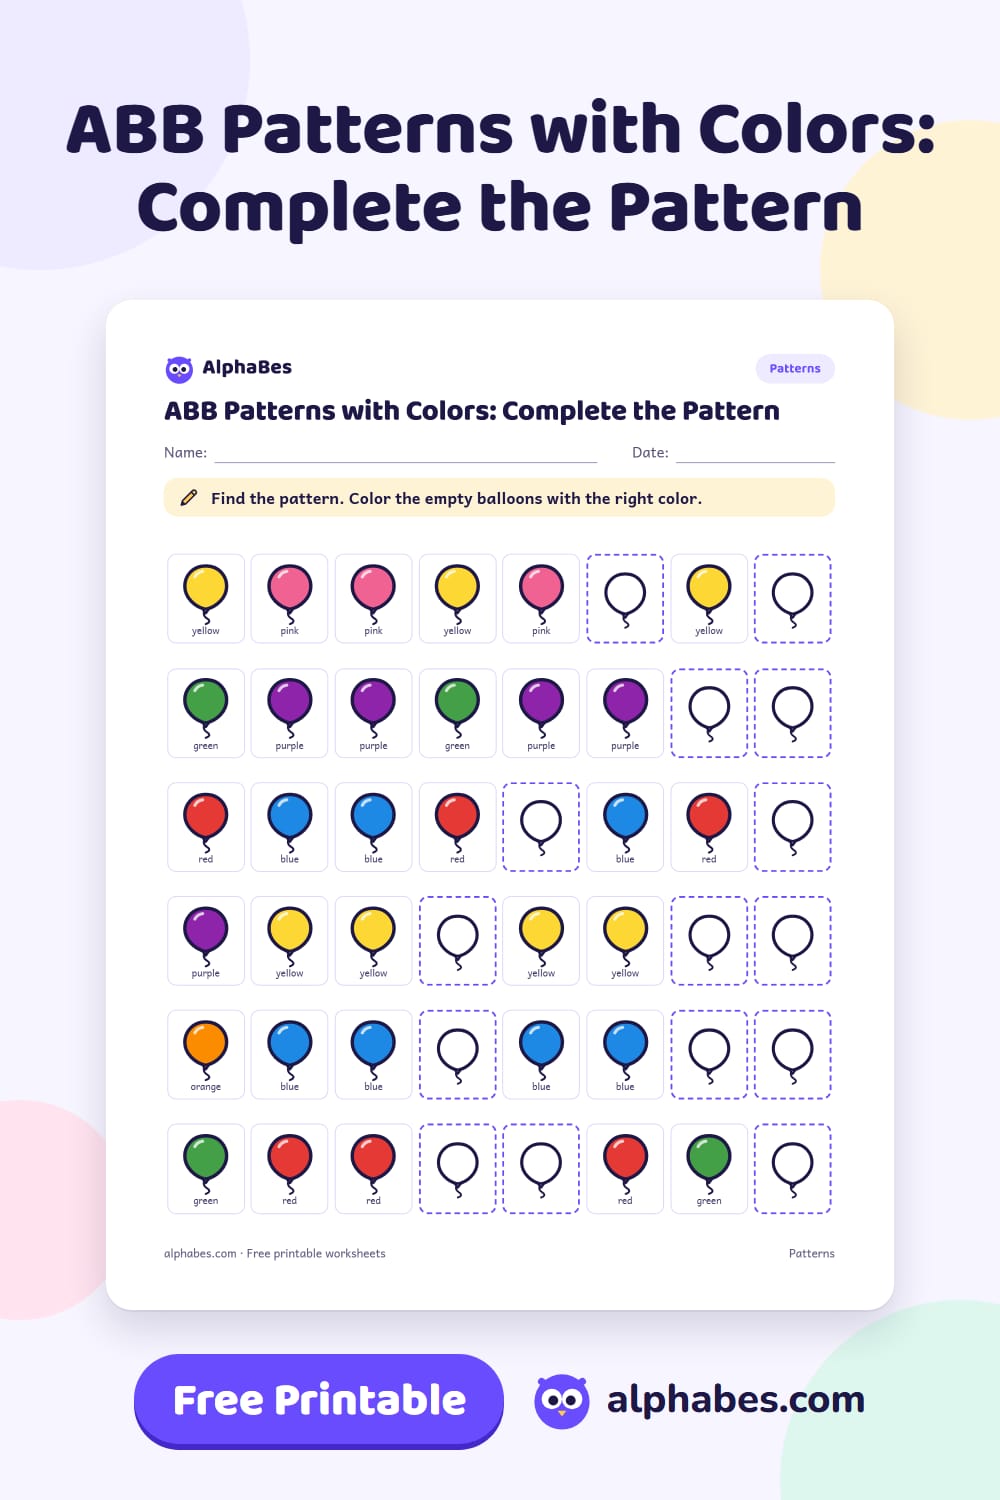 ABB Patterns with Colors:
Complete the Pattern
AlphaBes
Patterns
ABB Patterns with Colors: Complete the Pattern
Name:
Date:
Find the pattern. Color the empty balloons with the right color.
yellow pink pink yellow pink yellow
green purple purple green purple purple
red blue blue red blue red
purple yellow yellow yellow yellow
orange blue blue blue blue
green red red red green
alphabes.com · Free printable worksheets
Patterns
Free Printable
alphabes.com